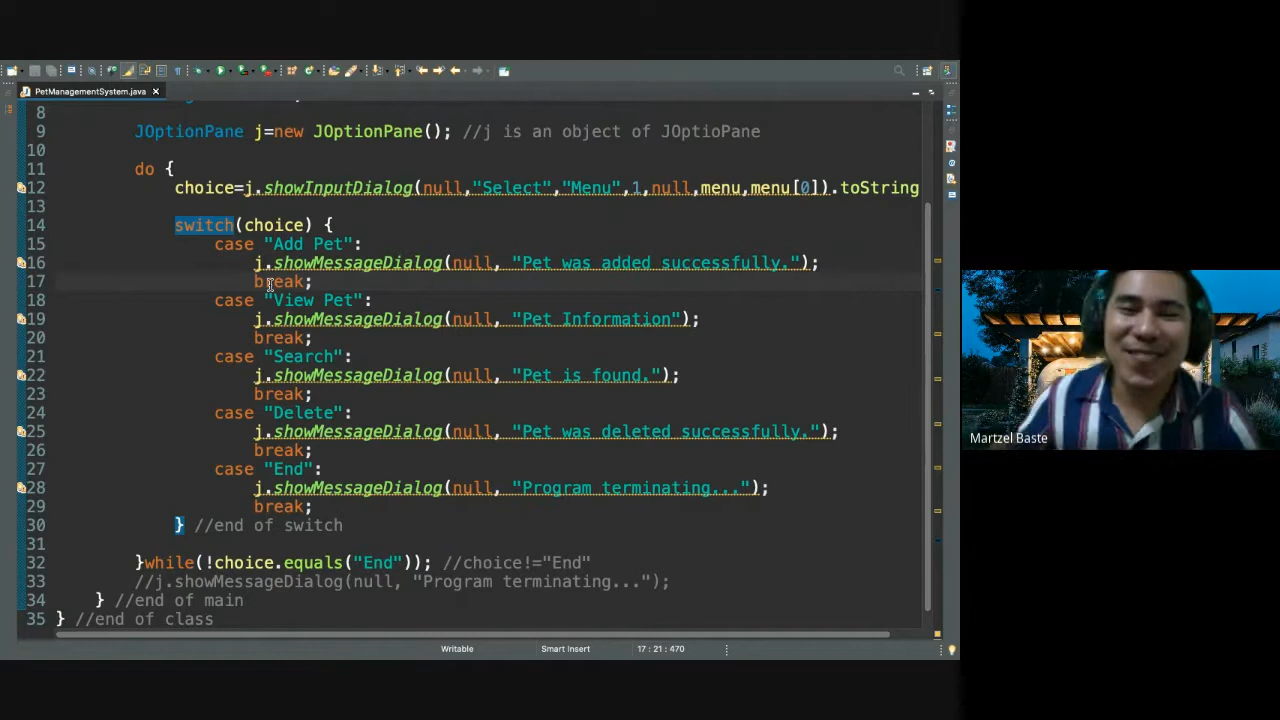 PetManagementSystem.java
8
9 JOptionPane j=new JOptionPane(); //j is an object of JOptioPane
10
11 do {
12 choice=j.showInputDialog(null,"Select","Menu",1,null,menu,menu[0]).toString
13
14 switch(choice) {
15 case "Add Pet":
16 j.showMessageDialog(null, "Pet was added successfully.");
17 break;
18 case "View Pet":
19 j.showMessageDialog(null, "Pet Information");
20 break;
21 case "Search":
22 j.showMessageDialog(null, "Pet is found.");
23 break;
24 case "Delete":
25 j.showMessageDialog(null, "Pet was deleted successfully.");
26 break;
27 case "End":
28 j.showMessageDialog(null, "Program terminating...");
29 break;
30 } //end of switch
31
32 }while(!choice.equals("End")); //choice!="End"
33 //j.showMessageDialog(null, "Program terminating...");
34 } //end of main
35 } //end of class
Writable Smart Insert 17 : 21 : 470
Martzel Baste